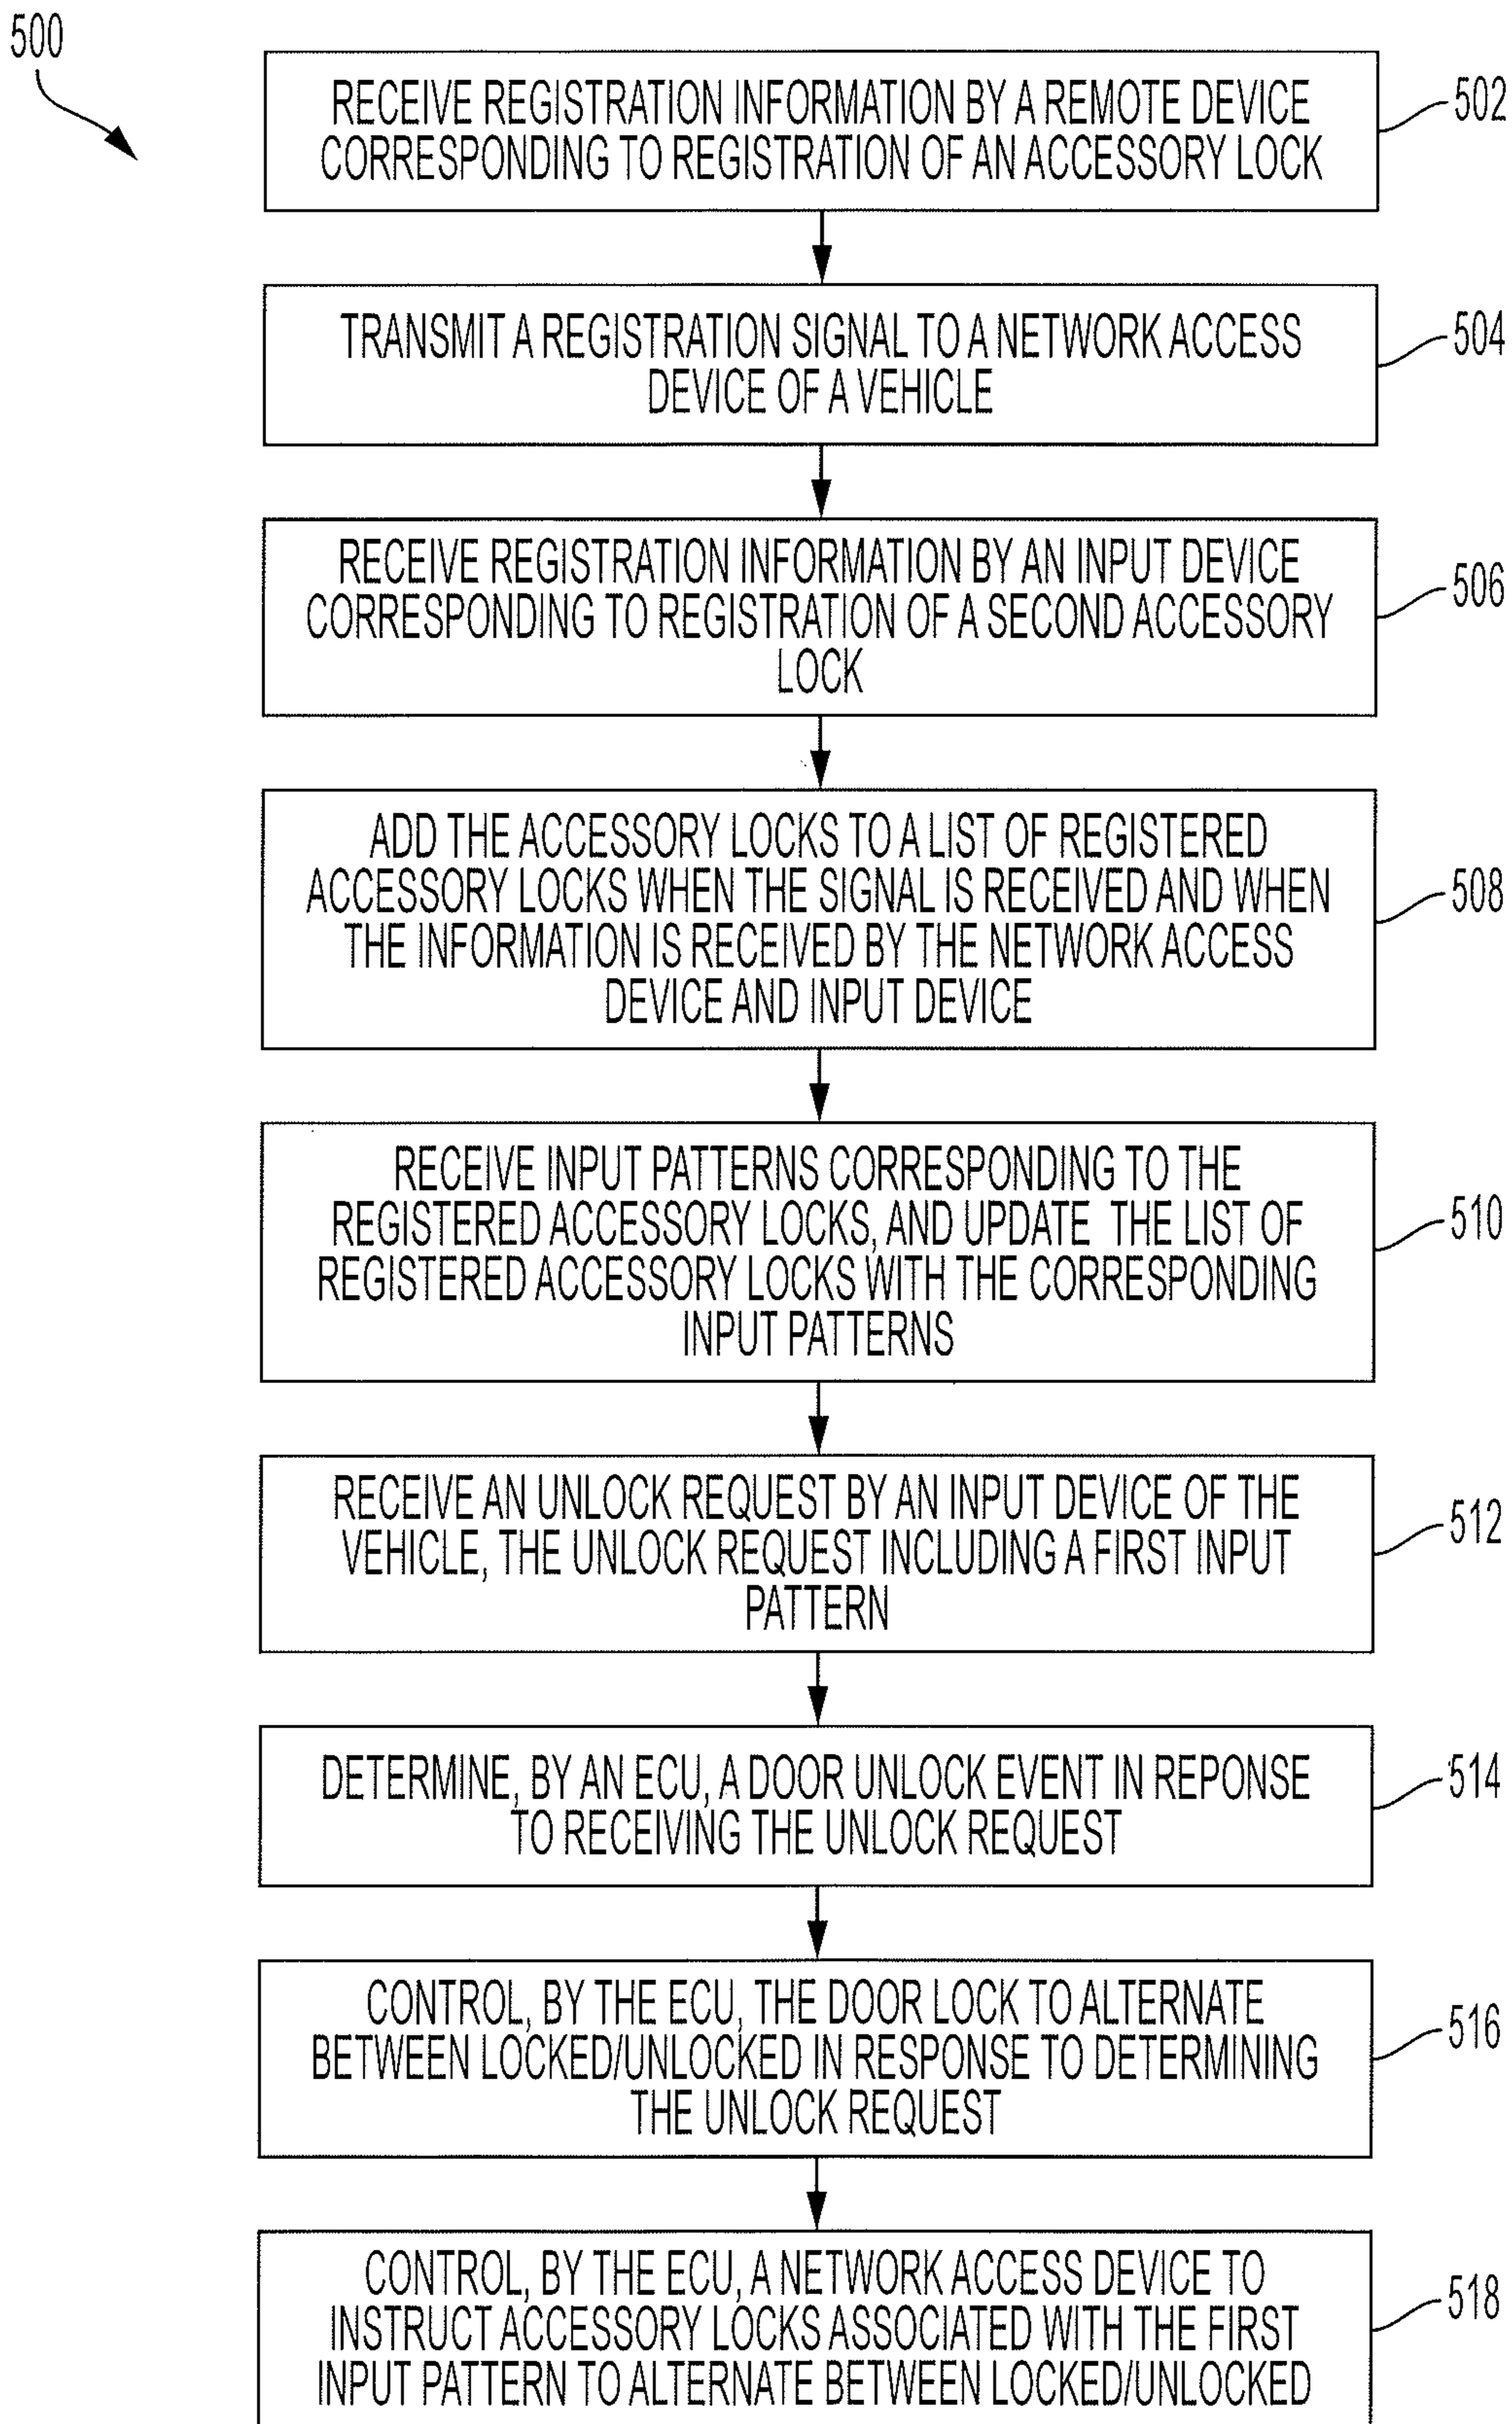 500
RECEIVE REGISTRATION INFORMATION BY A REMOTE DEVICE
CORRESPONDING TO REGISTRATION OF AN ACCESSORY LOCK
502
TRANSMIT A REGISTRATION SIGNAL TO A NETWORK ACCESS
DEVICE OF A VEHICLE
504
RECEIVE REGISTRATION INFORMATION BY AN INPUT DEVICE
CORRESPONDING TO REGISTRATION OF A SECOND ACCESSORY
LOCK
506
ADD THE ACCESSORY LOCKS TO A LIST OF REGISTERED
ACCESSORY LOCKS WHEN THE SIGNAL IS RECEIVED AND WHEN
THE INFORMATION IS RECEIVED BY THE NETWORK ACCESS
DEVICE AND INPUT DEVICE
508
RECEIVE INPUT PATTERNS CORRESPONDING TO THE
REGISTERED ACCESSORY LOCKS, AND UPDATE THE LIST OF
REGISTERED ACCESSORY LOCKS WITH THE CORRESPONDING
INPUT PATTERNS
510
RECEIVE AN UNLOCK REQUEST BY AN INPUT DEVICE OF THE
VEHICLE, THE UNLOCK REQUEST INCLUDING A FIRST INPUT
PATTERN
512
DETERMINE, BY AN ECU, A DOOR UNLOCK EVENT IN REPONSE
TO RECEIVING THE UNLOCK REQUEST
514
CONTROL, BY THE ECU, THE DOOR LOCK TO ALTERNATE
BETWEEN LOCKED/UNLOCKED IN RESPONSE TO DETERMINING
THE UNLOCK REQUEST
516
CONTROL, BY THE ECU, A NETWORK ACCESS DEVICE TO
INSTRUCT ACCESSORY LOCKS ASSOCIATED WITH THE FIRST
INPUT PATTERN TO ALTERNATE BETWEEN LOCKED/UNLOCKED
518